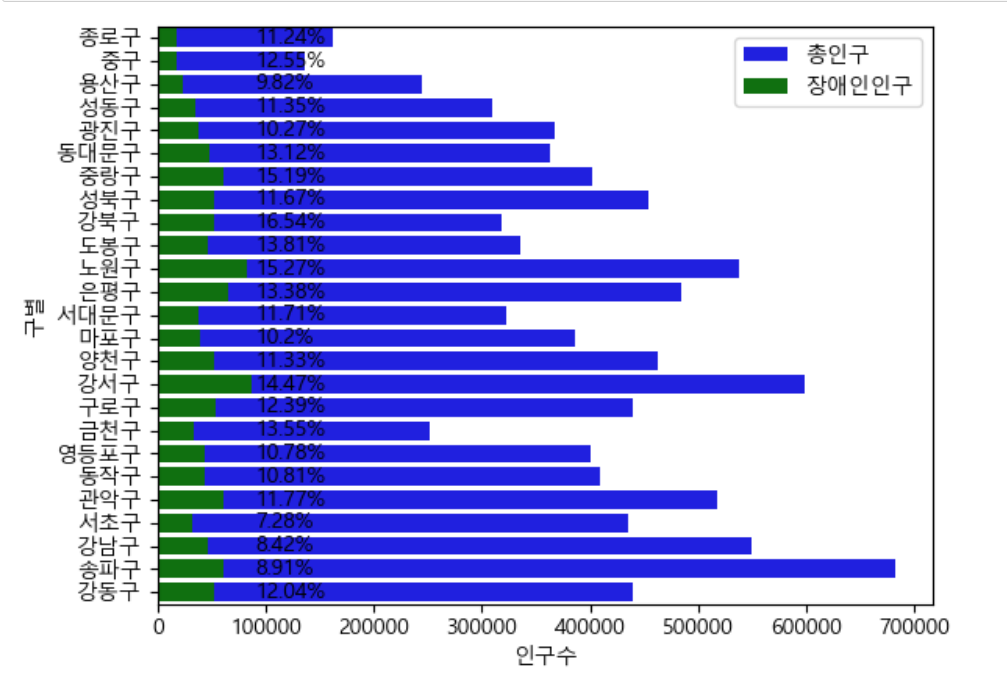 총인구
장애인인구
종로구 11.24%
중구 12.55%
용산구 9.82%
성동구 11.35%
광진구 10.27%
동대문구 13.12%
중랑구 15.19%
성북구 11.67%
강북구 16.54%
도봉구 13.81%
노원구 15.27%
은평구 13.38%
서대문구 11.71%
마포구 10.2%
양천구 11.33%
강서구 14.47%
구로구 12.39%
금천구 13.55%
영등포구 10.78%
동작구 10.81%
관악구 11.77%
서초구 7.28%
강남구 8.42%
송파구 8.91%
강동구 12.04%
구별
0 100000 200000 300000 400000 500000 600000 700000
인구수